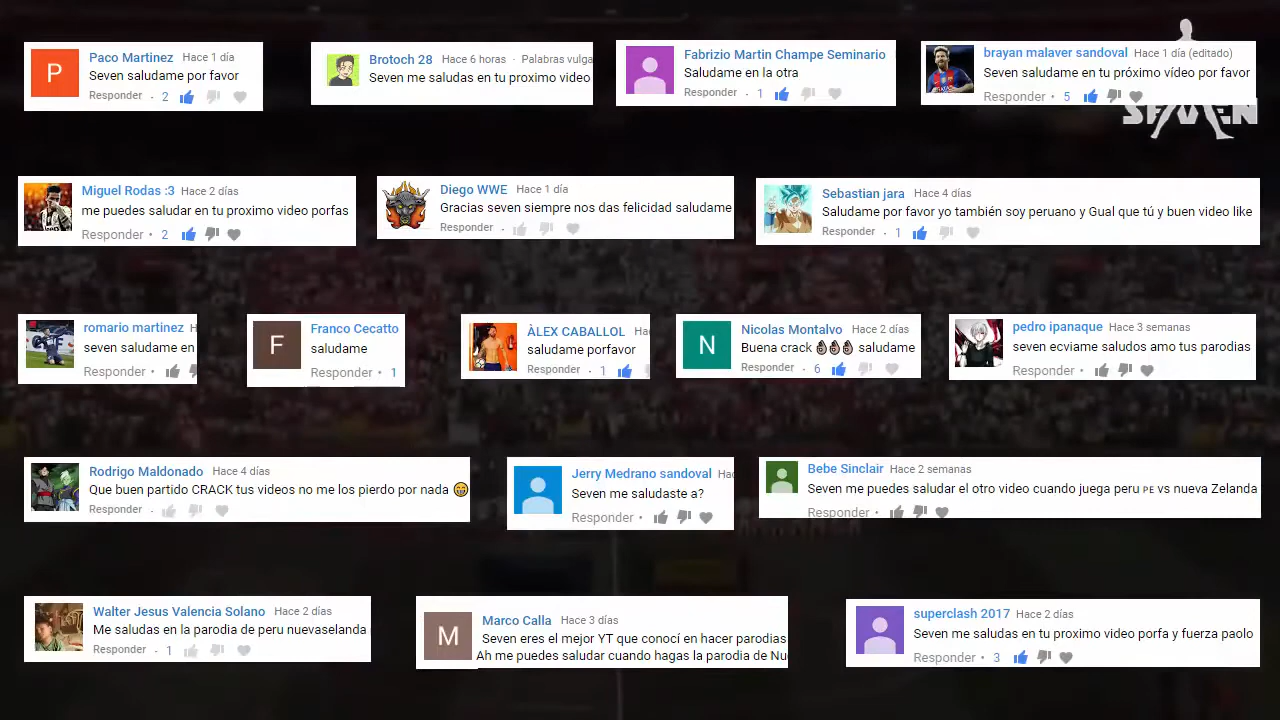 Paco Martinez Hace 1 día
Seven saludame por favor
Responder · 2
Brotoch 28 Hace 6 horas · Palabras vulga
Seven me saludas en tu proximo video
Fabrizio Martin Champe Seminario
Saludame en la otra
Responder · 1
brayan malaver sandoval Hace 1 día (editado)
Seven saludame en tu próximo vídeo por favor
Responder · 5
SEVEN
Miguel Rodas :3 Hace 2 días
me puedes saludar en tu proximo video porfas
Responder · 2
Diego WWE Hace 1 día
Gracias seven siempre nos das felicidad saludame
Responder ·
Sebastian jara Hace 4 días
Saludame por favor yo también soy peruano y Gual que tú y buen video like
Responder · 1
romario martinez H
seven saludame en
Responder ·
F
Franco Cecatto
saludame
Responder · 1
ÀLEX CABALLOL Ha
saludame porfavor
Responder · 1
N
Nicolas Montalvo Hace 2 días
Buena crack 👌🏿👌🏿👌🏿 saludame
Responder · 6
pedro ipanaque Hace 3 semanas
seven ecviame saludos amo tus parodias
Responder ·
Rodrigo Maldonado Hace 4 días
Que buen partido CRACK tus videos no me los pierdo por nada 😁
Responder ·
Jerry Medrano sandoval Hac
Seven me saludaste a?
Responder ·
Bebe Sinclair Hace 2 semanas
Seven me puedes saludar el otro video cuando juega peru PE vs nueva Zelanda
Responder ·
Walter Jesus Valencia Solano Hace 2 días
Me saludas en la parodia de peru nuevaselanda
Responder · 1
M
Marco Calla Hace 3 días
Seven eres el mejor YT que conocí en hacer parodias
Ah me puedes saludar cuando hagas la parodia de Nu
superclash 2017 Hace 2 días
Seven me saludas en tu proximo video porfa y fuerza paolo
Responder · 3